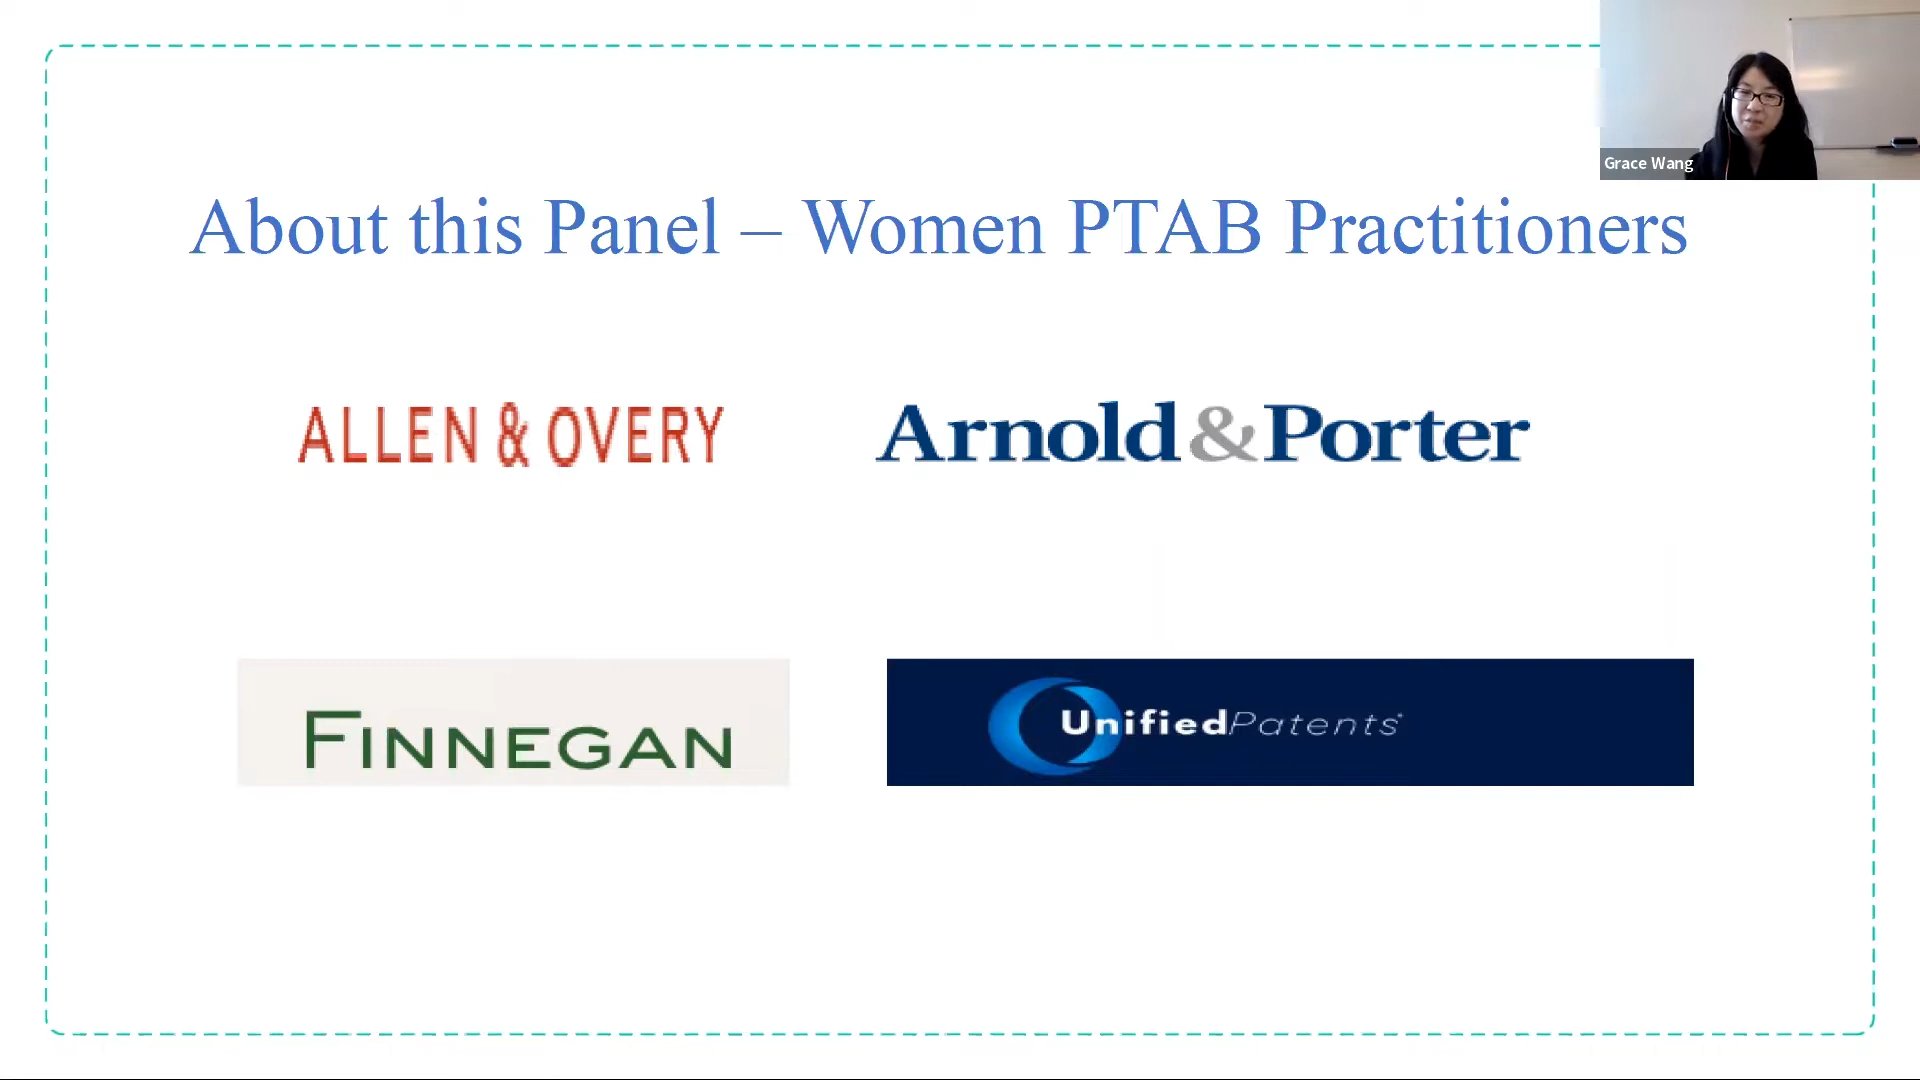 Grace Wang
About this Panel – Women PTAB Practitioners
ALLEN & OVERY
Arnold&Porter
FINNEGAN
UnifiedPatents